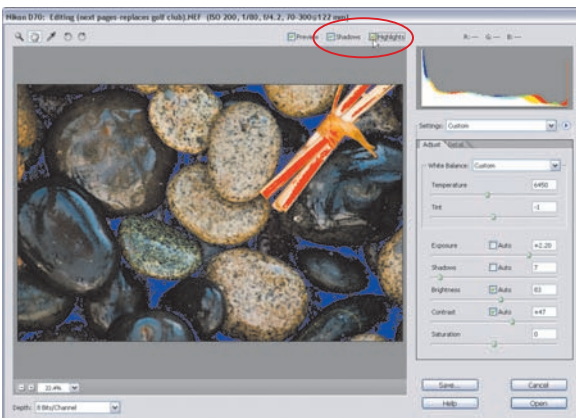 Nikon D70: Editing (next pages-replaces golf club).NEF (ISO 200, 1/80, f/4.2, 70-300@122 mm)
Preview Shadows Highlights R: --- G: --- B: ---
Settings: Custom
Adjust Detail
White Balance: Custom
Temperature 6450
Tint -1
Exposure Auto +2.20
Shadows Auto 7
Brightness Auto 83
Contrast Auto +47
Saturation 0
33.4%
Save... Cancel
Help Open
Depth: 8 Bits/Channel